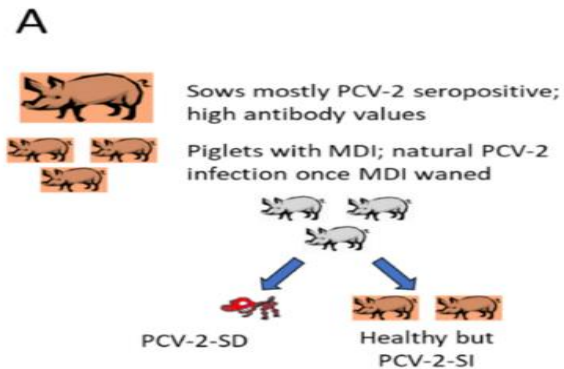 A
Sows mostly PCV-2 seropositive;
high antibody values
Piglets with MDI; natural PCV-2
infection once MDI waned
PCV-2-SD
Healthy but
PCV-2-SI